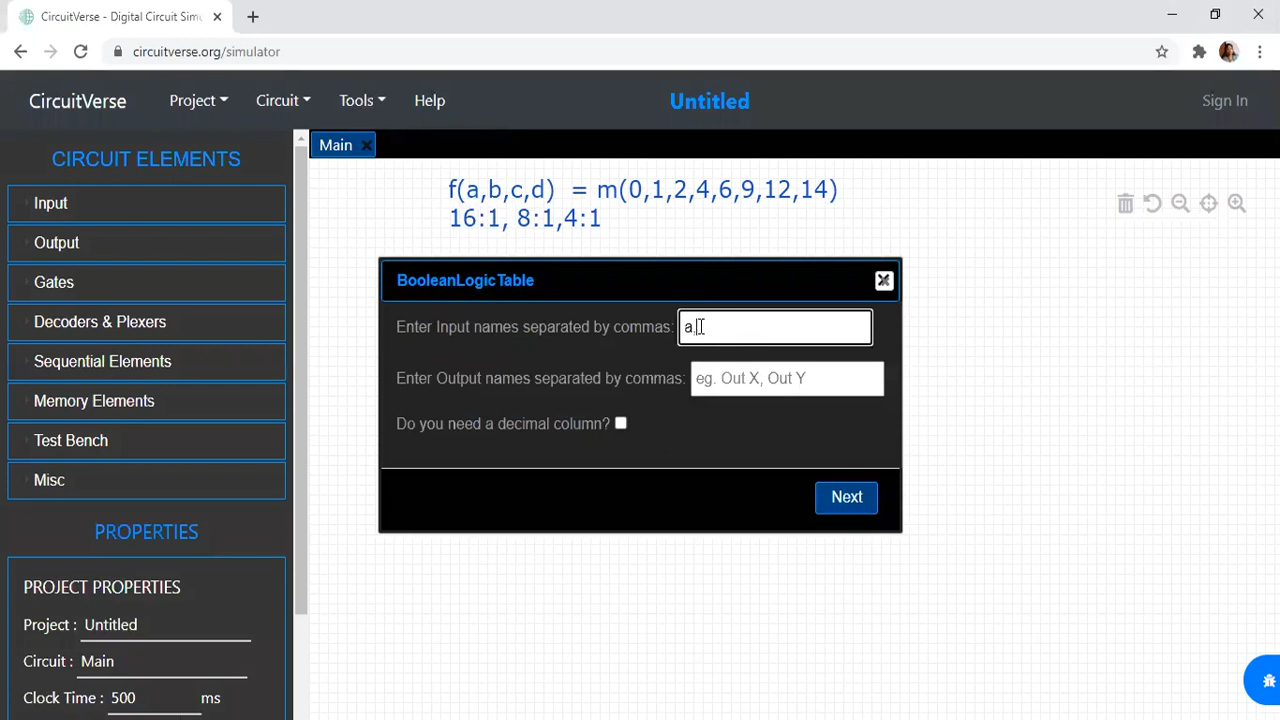 CircuitVerse - Digital Circuit Simu
circuitverse.org/simulator
CircuitVerse Project Circuit Tools Help Untitled Sign In
CIRCUIT ELEMENTS
Input
Output
Gates
Decoders & Plexers
Sequential Elements
Memory Elements
Test Bench
Misc
PROPERTIES
PROJECT PROPERTIES
Project : Untitled
Circuit : Main
Clock Time : 500 ms
Main
f(a,b,c,d) = m(0,1,2,4,6,9,12,14)
16:1, 8:1,4:1
BooleanLogicTable
Enter Input names separated by commas: a,
Enter Output names separated by commas: eg. Out X, Out Y
Do you need a decimal column?
Next